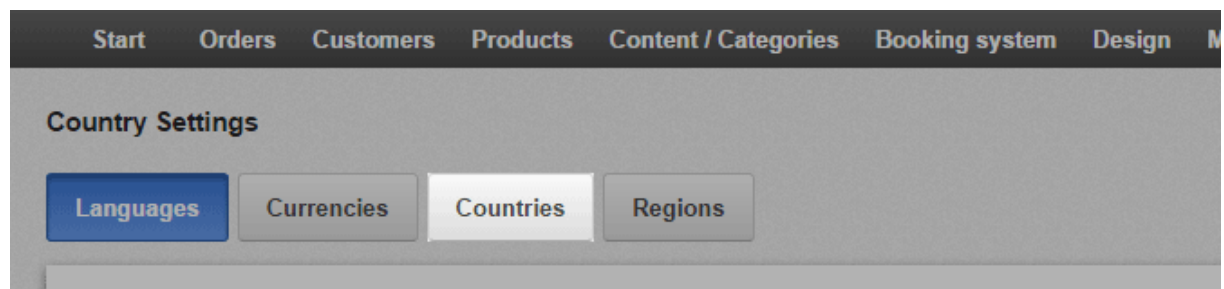 Start Orders Customers Products Content / Categories Booking system Design
Country Settings
Languages Currencies Countries Regions